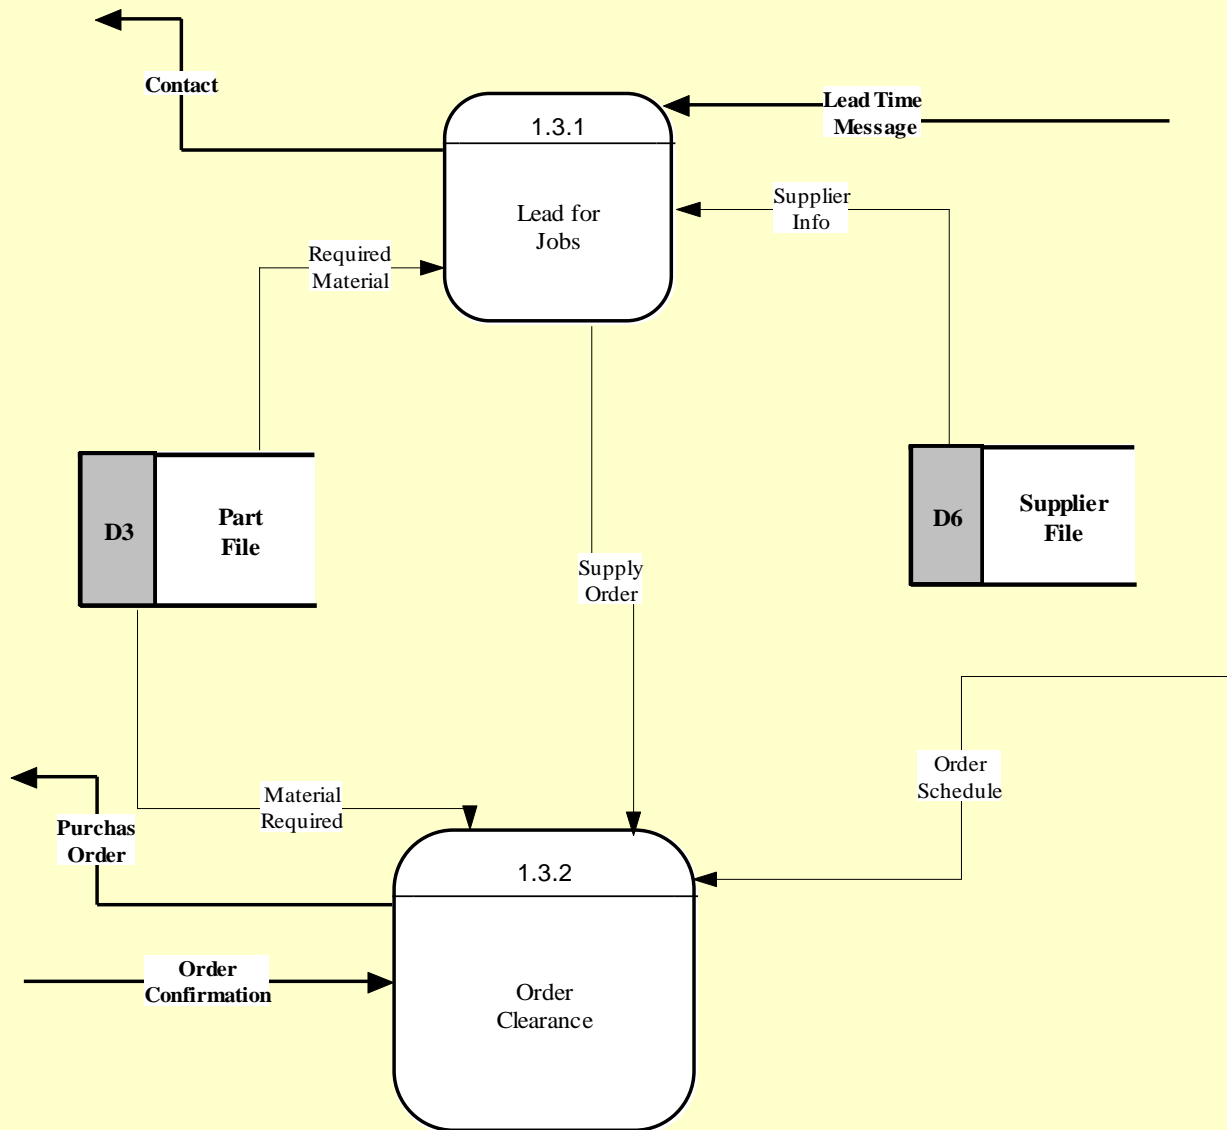 Contact
Lead Time
Message
1.3.1
Lead for
Jobs
Supplier
Info
Required
Material
D3
Part
File
D6
Supplier
File
Supply
Order
Order
Schedule
Material
Required
Purchas
Order
1.3.2
Order
Confirmation
Order
Clearance